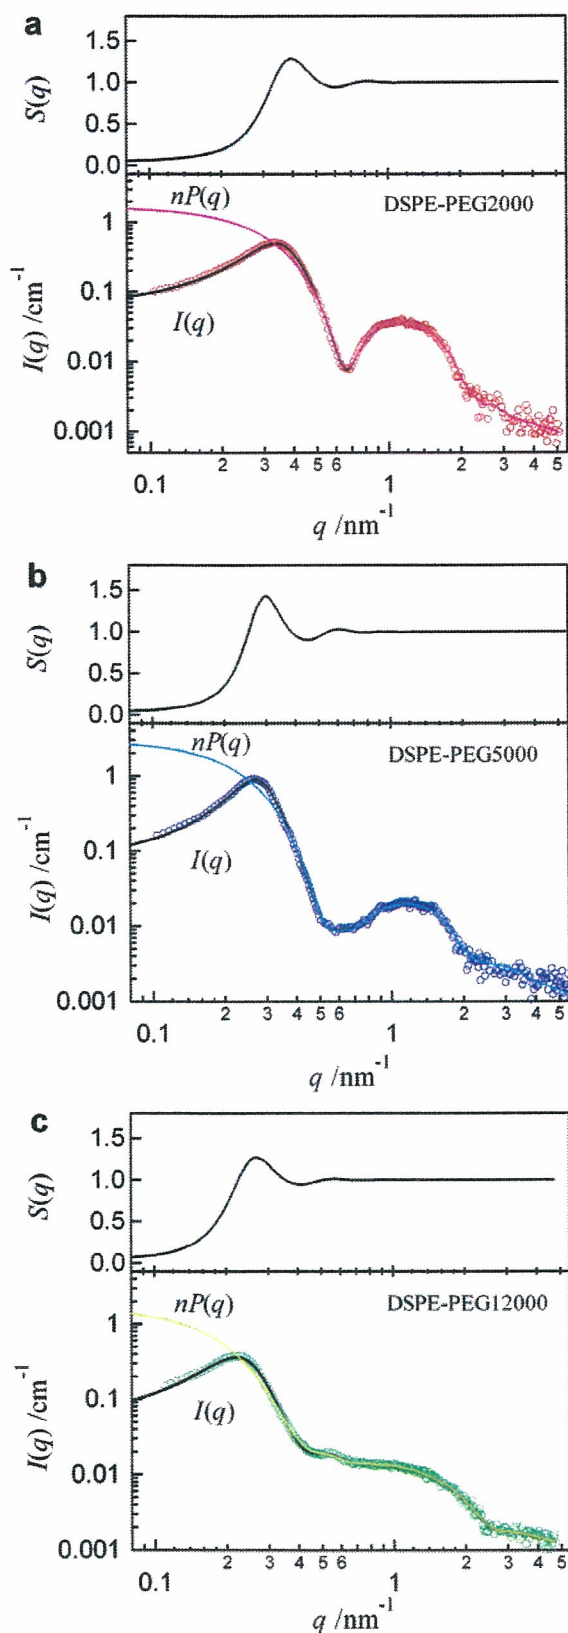 a
1.5
1.0
0.5
0.0
S(q)
nP(q)
DSPE-PEG2000
1
0.1
0.01
0.001
I(q)
I(q) /cm⁻¹
2 3 4 5 6 2 3 4 5
0.1 1
q /nm⁻¹
b
1.5
1.0
0.5
0.0
S(q)
nP(q)
DSPE-PEG5000
1
0.1
0.01
0.001
I(q)
I(q) /cm⁻¹
2 3 4 5 6 2 3 4 5
0.1 1
q /nm⁻¹
c
1.5
1.0
0.5
0.0
S(q)
nP(q)
DSPE-PEG12000
1
0.1
0.01
0.001
I(q)
I(q) /cm⁻¹
2 3 4 5 6 2 3 4 5
0.1 1
q /nm⁻¹